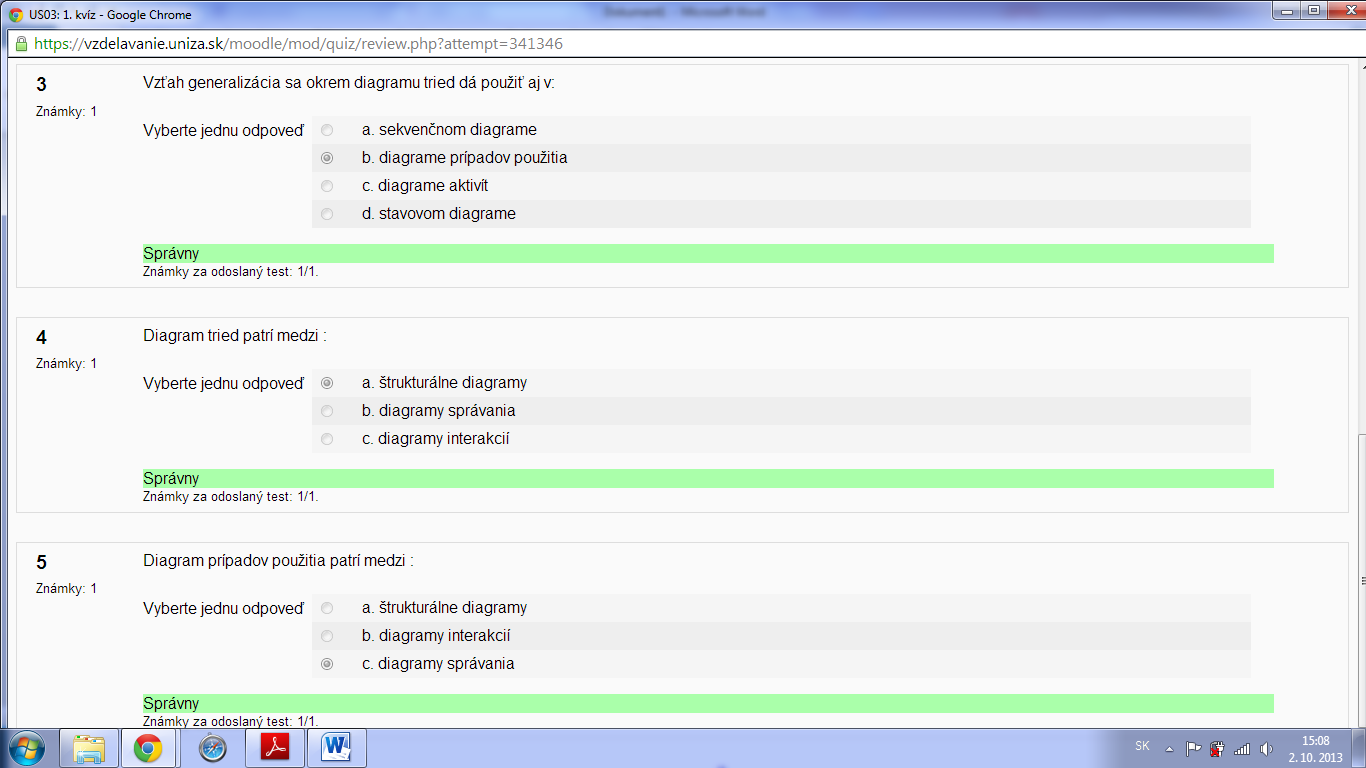 US03: 1. kvíz - Google Chrome
Dokument1 - Microsoft Word
https://vzdelavanie.uniza.sk/moodle/mod/quiz/review.php?attempt=341346
3
Vzťah generalizácia sa okrem diagramu tried dá použiť aj v:
Známky: 1
Vyberte jednu odpoveď
a. sekvenčnom diagrame
b. diagrame prípadov použitia
c. diagrame aktivít
d. stavovom diagrame
Správny
Známky za odoslaný test: 1/1.
4
Diagram tried patrí medzi :
Známky: 1
Vyberte jednu odpoveď
a. štrukturálne diagramy
b. diagramy správania
c. diagramy interakcií
Správny
Známky za odoslaný test: 1/1.
5
Diagram prípadov použitia patrí medzi :
Známky: 1
Vyberte jednu odpoveď
a. štrukturálne diagramy
b. diagramy interakcií
c. diagramy správania
Správny
Známky za odoslaný test: 1/1.
SK
15:08
2. 10. 2013